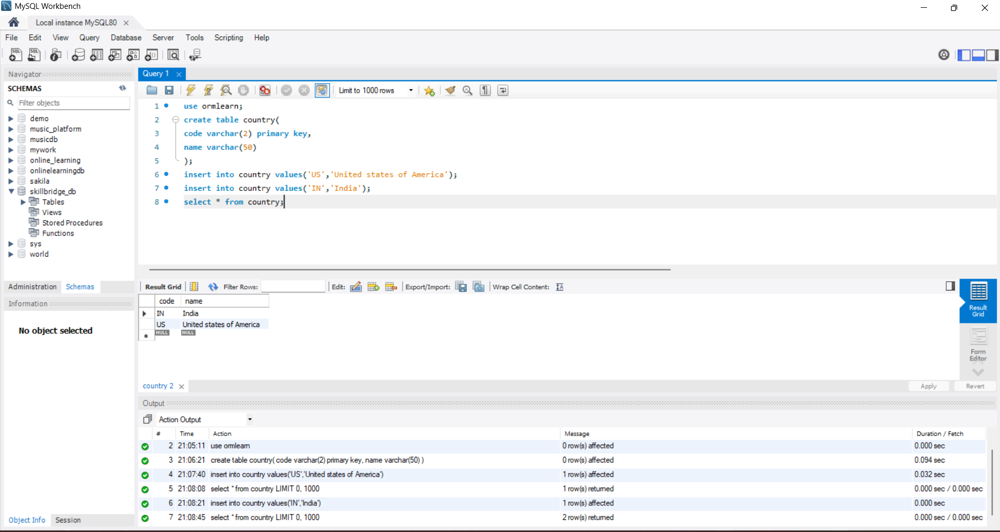 MySQL Workbench
Local instance MySQL80
File Edit View Query Database Server Tools Scripting Help
Navigator
SCHEMAS
Filter objects
demo
music_platform
musicdb
mywork
online_learning
onlinelearningdb
sakila
skillbridge_db
Tables
Views
Stored Procedures
Functions
sys
world
Administration Schemas
Information
No object selected
Object Info Session
Query 1
Limit to 1000 rows
1 use ormlearn;
2 create table country(
3 code varchar(2) primary key,
4 name varchar(50)
5 );
6 insert into country values('US','United states of America');
7 insert into country values('IN','India');
8 select * from country;
Result Grid Filter Rows: Edit: Export/Import: Wrap Cell Content:
code name
IN India
US United states of America
NULL NULL
Result Grid
Form Editor
country 2
Apply Revert
Output
Action Output
# Time Action Message Duration / Fetch
2 21:05:11 use ormlearn 0 row(s) affected 0.000 sec
3 21:06:21 create table country( code varchar(2) primary key, name varchar(50) ) 0 row(s) affected 0.094 sec
4 21:07:40 insert into country values('US','United states of America') 1 row(s) affected 0.032 sec
5 21:08:08 select * from country LIMIT 0, 1000 1 row(s) returned 0.000 sec / 0.000 sec
6 21:08:21 insert into country values('IN','India') 1 row(s) affected 0.000 sec
7 21:08:45 select * from country LIMIT 0, 1000 2 row(s) returned 0.000 sec / 0.000 sec